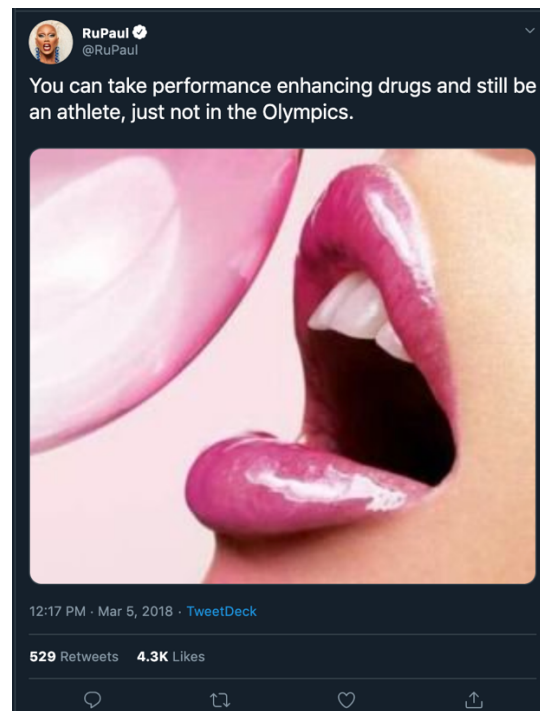 RuPaul
@RuPaul
You can take performance enhancing drugs and still be
an athlete, just not in the Olympics.
12:17 PM · Mar 5, 2018 · TweetDeck
529 Retweets 4.3K Likes